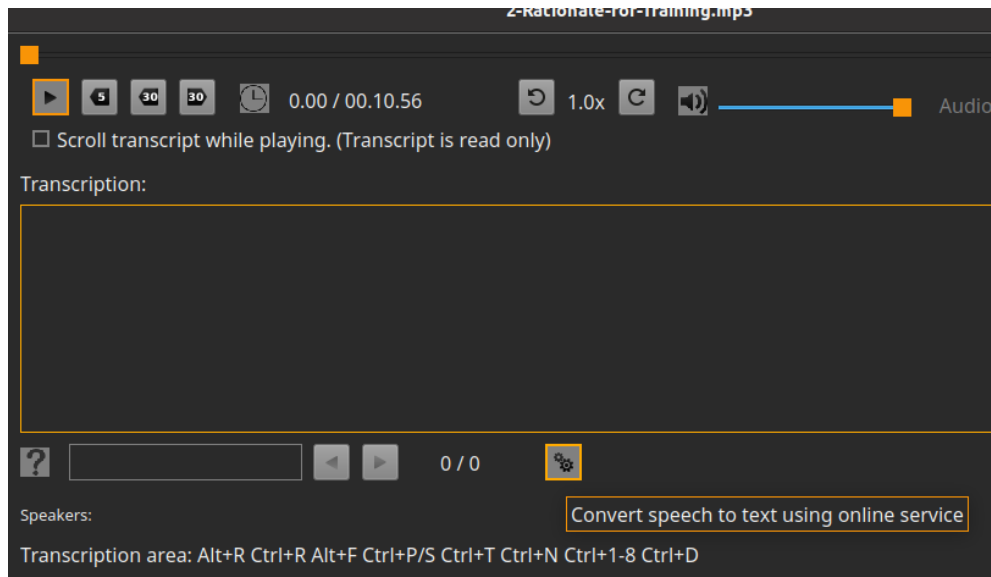 2-Rationale-for-Training.mp3
5 30 30 0.00 / 00.10.56 1.0x Audio
Scroll transcript while playing. (Transcript is read only)
Transcription:
? 0 / 0
Speakers:
Convert speech to text using online service
Transcription area: Alt+R Ctrl+R Alt+F Ctrl+P/S Ctrl+T Ctrl+N Ctrl+1-8 Ctrl+D